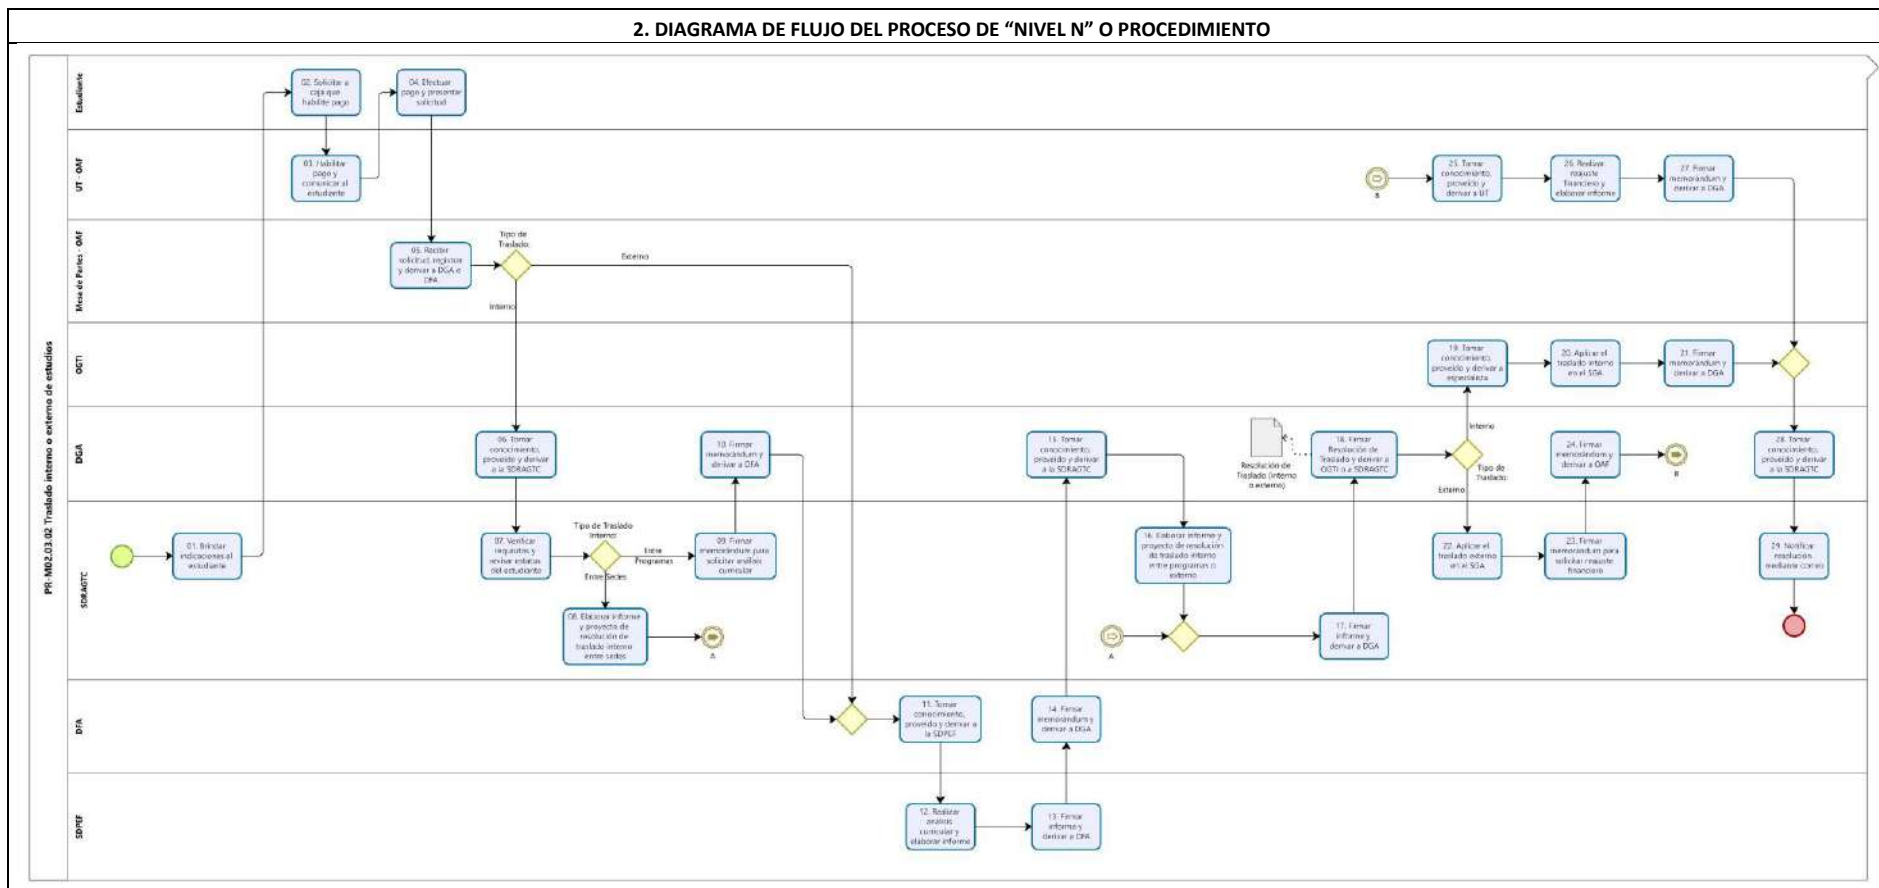 2. DIAGRAMA DE FLUJO DEL PROCESO DE “NIVEL N” O PROCEDIMIENTO
PR-M02.03.02 Traslado interno o externo de estudios
Estudiante
02. Solicitar a
caja que
habilite pago
04. Efectuar
pago y presentar
solicitud
UT - OAF
03. Habilitar
pago y
comunicar al
estudiante
B
25. Tomar
conocimiento,
proveído y
derivar a UT
26. Realizar
reajuste
financiero y
elaborar informe
27. Firmar
memorándum y
derivar a DGA
Mesa de Partes - OAF
05. Recibir
solicitud, registrar
y derivar a DGA o
DFA
Tipo de
Traslado:
Externo
Interno
OGTI
19. Tomar
conocimiento,
proveído y derivar a
especialista
20. Aplicar el
traslado interno
en el SGA
21. Firmar
memorándum y
derivar a DGA
DGA
06. Tomar
conocimiento,
proveído y derivar
a la SDRAGTC
10. Firmar
memorándum y
derivar a DFA
15. Tomar
conocimiento,
proveído y derivar
a la SDRAGTC
Resolución de
Traslado (interno
o externo)
18. Firmar
Resolución de
Traslado y derivar a
OGTI o a SDRAGTC
Interno
Tipo de
Traslado:
Externo
24. Firmar
memorándum y
derivar a OAF
B
28. Tomar
conocimiento,
proveído y derivar
a la SDRAGTC
SDRAGTC
01. Brindar
indicaciones al
estudiante
07. Verificar
requisitos y
revisar estatus
del estudiante
Tipo de Traslado
Interno:
Entre
Programas
Entre Sedes
09. Firmar
memorándum para
solicitar análisis
curricular
08. Elaborar informe
y proyecto de
resolución de
traslado interno
entre sedes
A
16. Elaborar informe y
proyecto de resolución
de traslado interno
entre programas o
externo
A
17. Firmar
informe y
derivar a DGA
22. Aplicar el
traslado externo
en el SGA
23. Firmar
memorándum para
solicitar reajuste
financiero
29. Notificar
resolución
mediante correo
DFA
11. Tomar
conocimiento,
proveído y derivar a
la SDPEF
14. Firmar
memorándum y
derivar a DGA
SDPEF
12. Realizar
análisis
curricular y
elaborar informe
13. Firmar
informe y
derivar a DFA